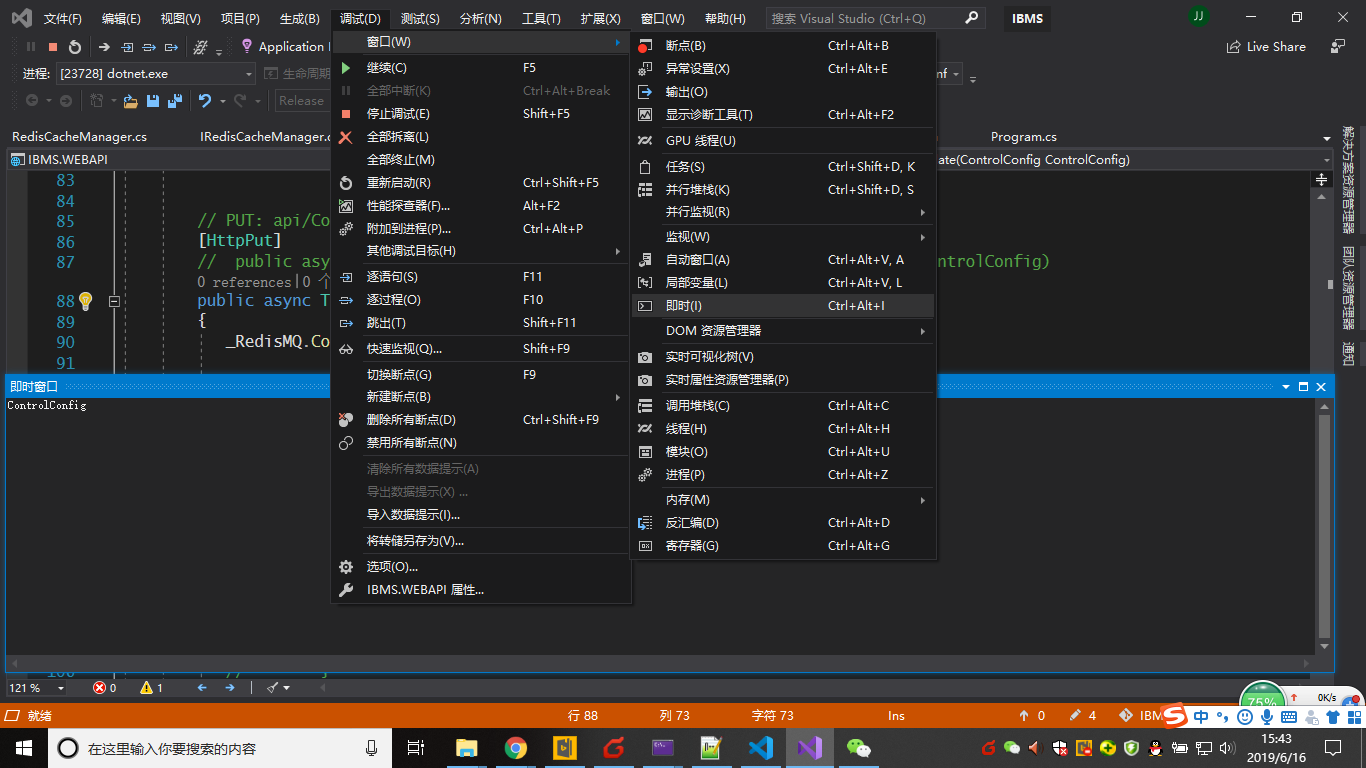 文件(F) 编辑(E) 视图(V) 项目(P) 生成(B) 调试(D) 测试(S) 分析(N) 工具(T) 扩展(X) 窗口(W) 帮助(H) 搜索 Visual Studio (Ctrl+Q) IBMS JJ
Application
Live Share
进程: [23728] dotnet.exe 生命周期
Release
RedisCacheManager.cs IRedisManager. Program.cs
IBMS.WEBAPI
ate(ControlConfig ControlConfig)
83
84
85 // PUT: api/Co
86 [HttpPut]
87 // public asy
ntrolConfig)
0 references|0 个
88 public async T
89 {
90 _RedisMQ.Co
91
窗口(W)
继续(C) F5
全部中断(K) Ctrl+Alt+Break
停止调试(E) Shift+F5
全部拆离(L)
全部终止(M)
重新启动(R) Ctrl+Shift+F5
性能探查器(F)... Alt+F2
附加到进程(P)... Ctrl+Alt+P
其他调试目标(H)
逐语句(S) F11
逐过程(O) F10
跳出(T) Shift+F11
快速监视(Q)... Shift+F9
切换断点(G) F9
新建断点(B)
删除所有断点(D) Ctrl+Shift+F9
禁用所有断点(N)
清除所有数据提示(A)
导出数据提示(X) ...
导入数据提示(I)...
将转储另存为(V)...
选项(O)...
IBMS.WEBAPI 属性...
断点(B) Ctrl+Alt+B
异常设置(X) Ctrl+Alt+E
输出(O)
显示诊断工具(T) Ctrl+Alt+F2
GPU 线程(U)
任务(S) Ctrl+Shift+D, K
并行堆栈(K) Ctrl+Shift+D, S
并行监视(R)
监视(W)
自动窗口(A) Ctrl+Alt+V, A
局部变量(L) Ctrl+Alt+V, L
即时(I) Ctrl+Alt+I
DOM 资源管理器
实时可视化树(V)
实时属性资源管理器(P)
调用堆栈(C) Ctrl+Alt+C
线程(H) Ctrl+Alt+H
模块(O) Ctrl+Alt+U
进程(P) Ctrl+Alt+Z
内存(M)
反汇编(D) Ctrl+Alt+D
寄存器(G) Ctrl+Alt+G
解决方案资源管理器
团队资源管理器
通知
即时窗口
ControlConfig
121 % 0 1
75% 0K/s
就绪 行 88 列 73 字符 73 Ins 0 4 IBM
中
在这里输入你要搜索的内容
15:43
2019/6/16